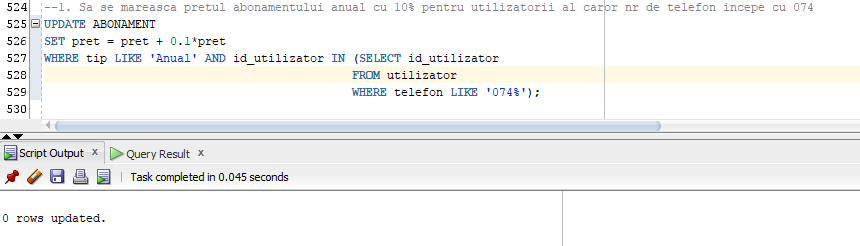 524 --1. Sa se mareasca pretul abonamentului anual cu 10% pentru utilizatorii al caror nr de telefon incepe cu 074
525 UPDATE ABONAMENT
526 SET pret = pret + 0.1*pret
527 WHERE tip LIKE 'Anual' AND id_utilizator IN (SELECT id_utilizator
528 FROM utilizator
529 WHERE telefon LIKE '074%');
530
Script Output x Query Result x
Task completed in 0.045 seconds
0 rows updated.